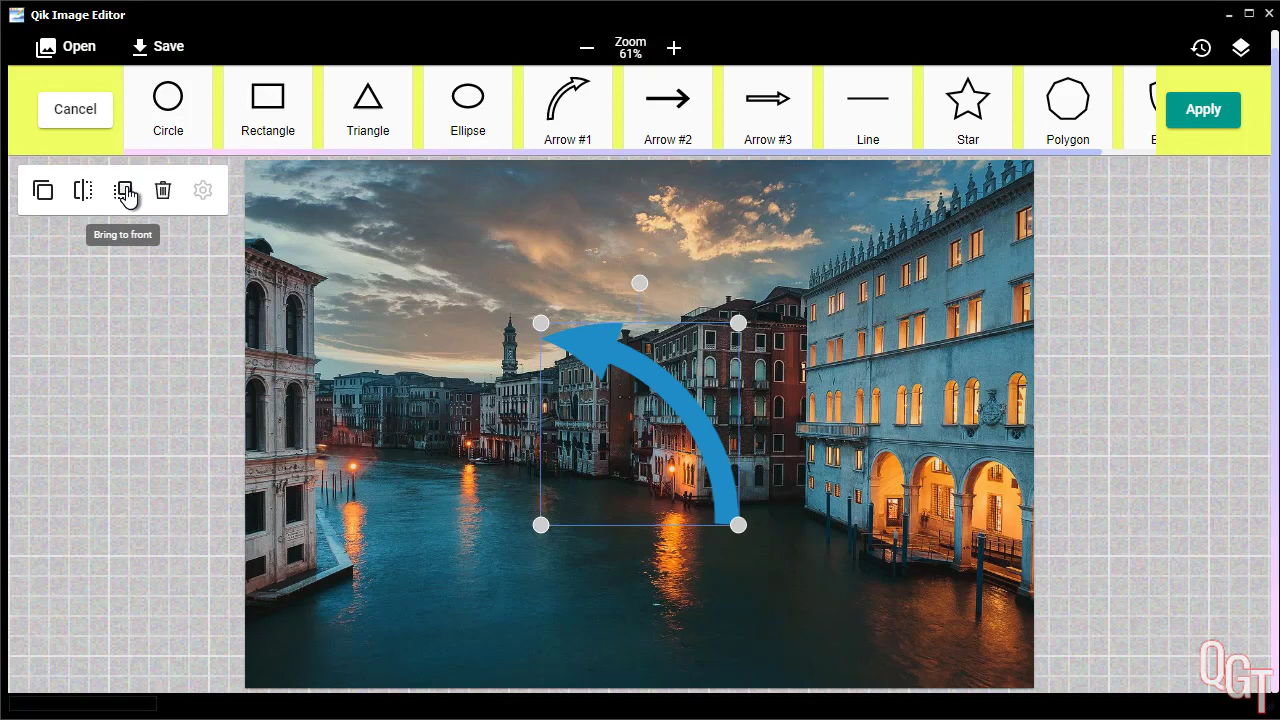 Qik Image Editor
Open
Save
Zoom
61%
Cancel
Circle
Rectangle
Triangle
Ellipse
Arrow #1
Arrow #2
Arrow #3
Line
Star
Polygon
Apply
Bring to front
QGT